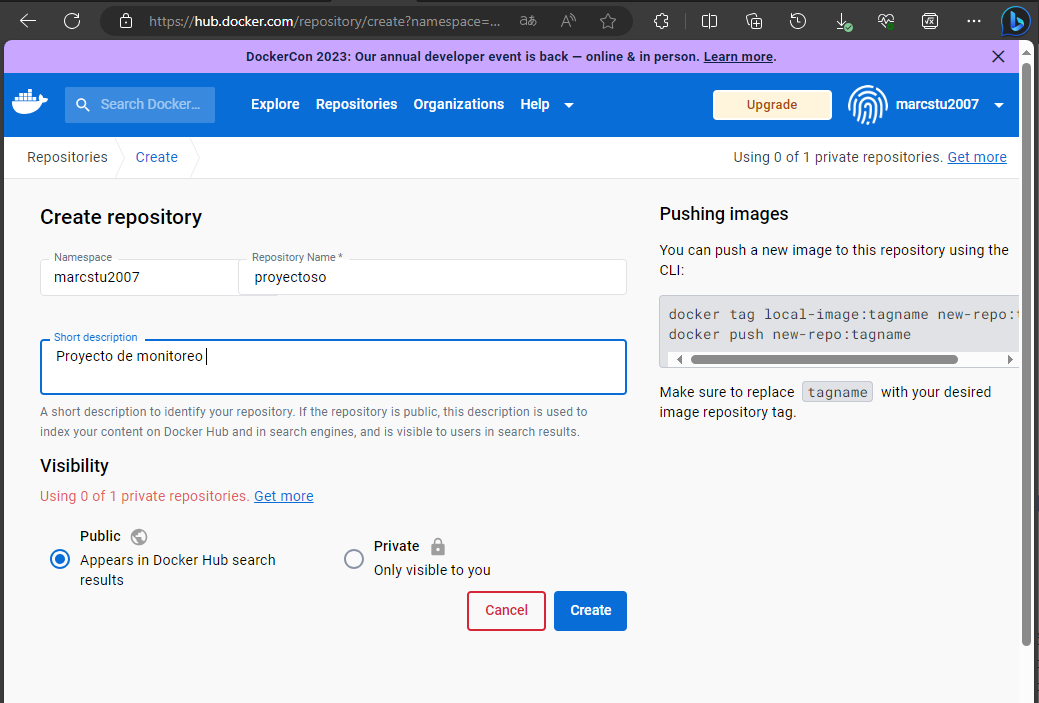 https://hub.docker.com/repository/create?namespace=...
DockerCon 2023: Our annual developer event is back — online & in person. Learn more.
Search Docker...
Explore
Repositories
Organizations
Help
Upgrade
marcstu2007
Repositories
Create
Using 0 of 1 private repositories. Get more
Create repository
Namespace
marcstu2007
Repository Name *
proyectoso
Short description
Proyecto de monitoreo
A short description to identify your repository. If the repository is public, this description is used to
index your content on Docker Hub and in search engines, and is visible to users in search results.
Visibility
Using 0 of 1 private repositories. Get more
Public
Appears in Docker Hub search
results
Private
Only visible to you
Cancel
Create
Pushing images
You can push a new image to this repository using the
CLI:
docker tag local-image:tagname new-repo:
docker push new-repo:tagname
Make sure to replace tagname with your desired
image repository tag.